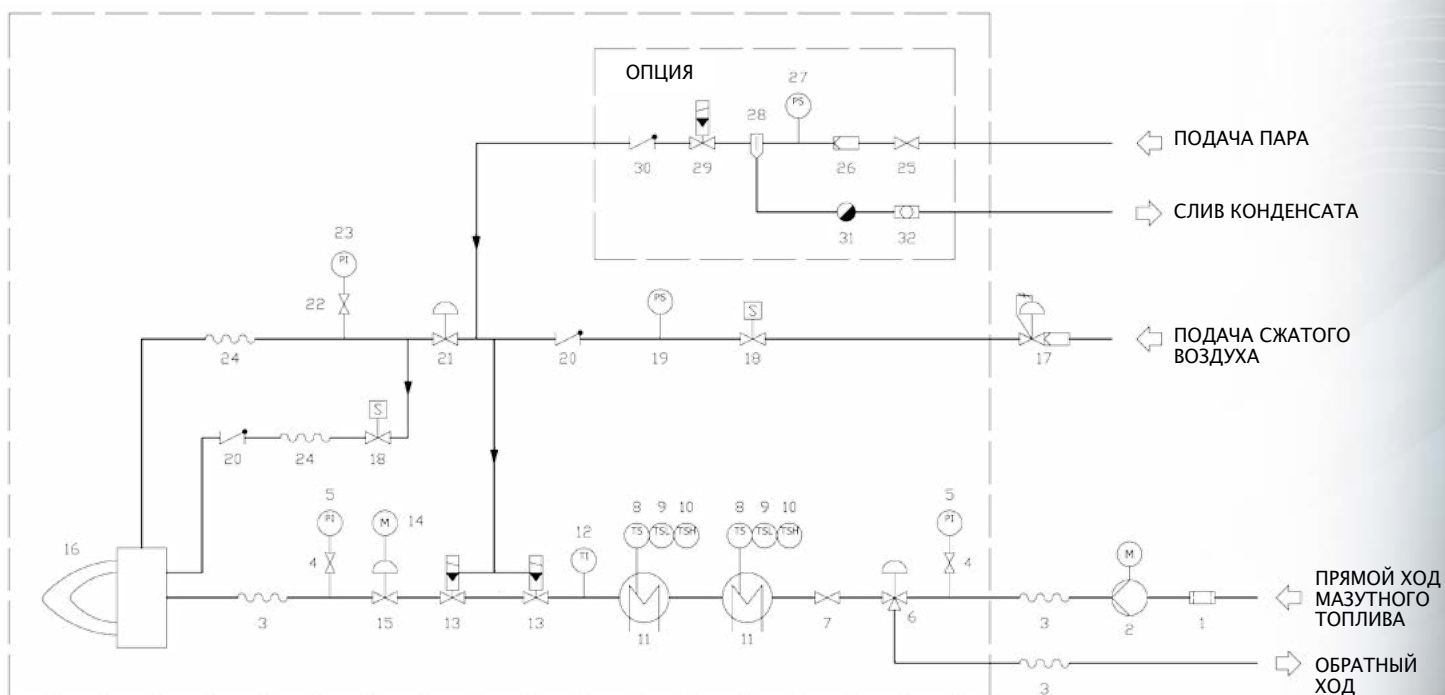 ОПЦИЯ
27
28
PS
ПОДАЧА ПАРА
30
29
26
25
СЛИВ КОНДЕНСАТА
31
32
23
PI
22
PS
S
24
21
20
19
18
17
ПОДАЧА СЖАТОГО
ВОЗДУХА
S
20
24
18
5
14
8
9
10
8
9
10
5
PI
M
12
TS
TSL
TSH
TS
TSL
TSH
PI
16
4
TI
4
M
3
15
13
13
11
11
7
6
3
2
1
ПРЯМОЙ ХОД
МАЗУТНОГО
ТОПЛИВА
3
ОБРАТНЫЙ
ХОД